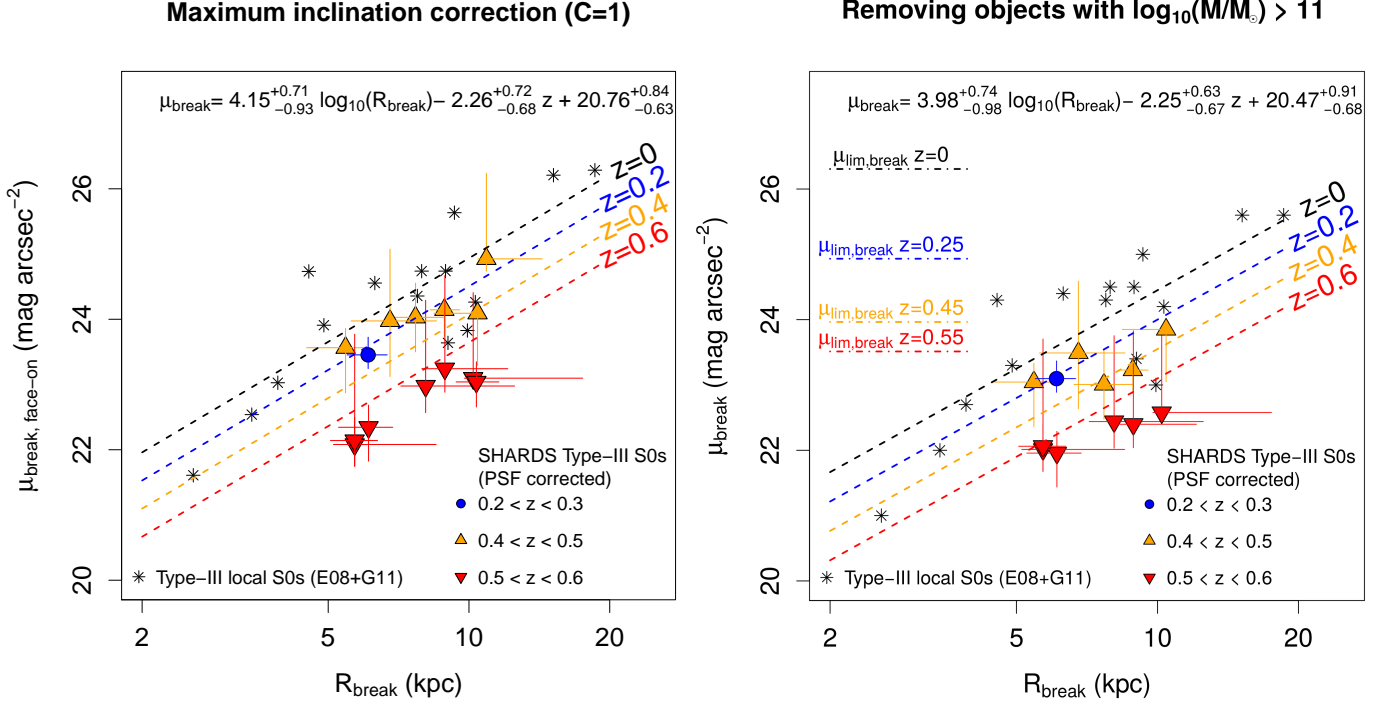 Maximum inclination correction (C=1)
μbreak= 4.15+0.71−0.93 log10(Rbreak)− 2.26+0.72−0.68 z + 20.76+0.84−0.63
z=0
z=0.2
z=0.4
z=0.6
26
24
22
20
μbreak, face−on (mag arcsec−2)
SHARDS Type−III S0s
(PSF corrected)
0.2 < z < 0.3
0.4 < z < 0.5
0.5 < z < 0.6
Type−III local S0s (E08+G11)
2 5 10 20
Rbreak (kpc)
Removing objects with log10(M/M☉) > 11
μbreak= 3.98+0.74−0.98 log10(Rbreak)− 2.25+0.63−0.67 z + 20.47+0.91−0.68
μlim,break z=0
μlim,break z=0.25
μlim,break z=0.45
μlim,break z=0.55
z=0
z=0.2
z=0.4
z=0.6
26
24
22
20
μbreak (mag arcsec−2)
SHARDS Type−III S0s
(PSF corrected)
0.2 < z < 0.3
0.4 < z < 0.5
0.5 < z < 0.6
Type−III local S0s (E08+G11)
2 5 10 20
Rbreak (kpc)